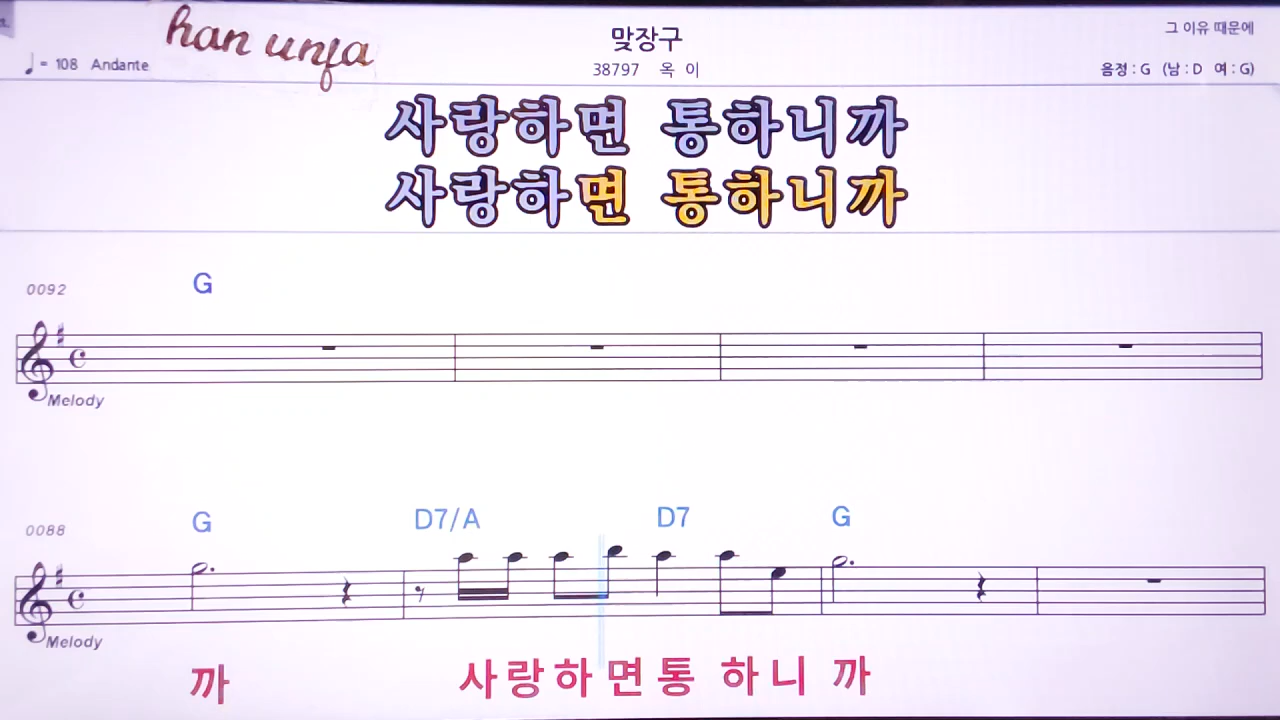 han unfa
맞장구
그 이유 때문에
♩= 108 Andante
38797 옥 이
음정 : G (남 : D 여 : G)
사랑하면 통하니까
사랑하면 통하니까
0092 G
Melody
0088 G D7/A D7 G
Melody
까 사랑하면통 하니 까